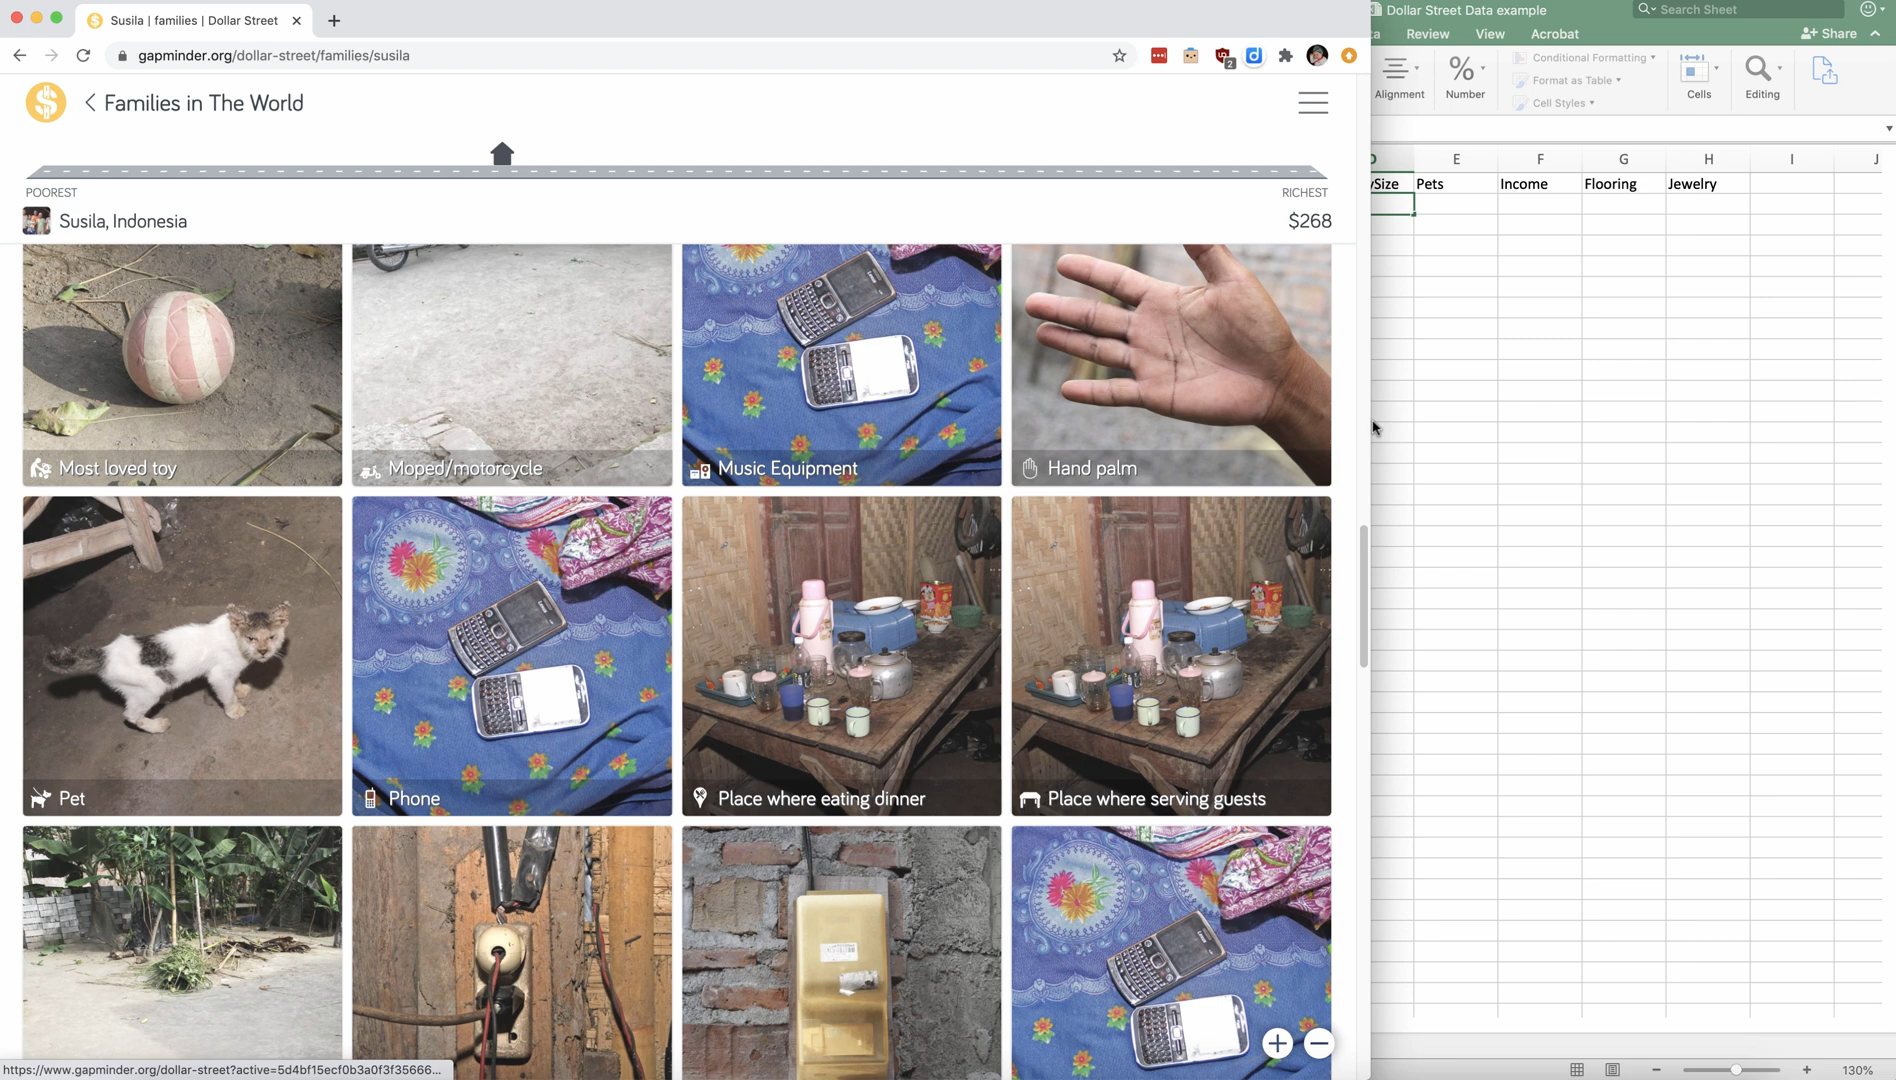 Susila | families | Dollar Street
Dollar Street Data example
Search Sheet
Review View Acrobat
Share
gapminder.org/dollar-street/families/susila
2
Conditional Formatting
Format as Table
Cell Styles
Alignment
Number
Cells
Editing
Families in The World
POOREST
RICHEST
Susila, Indonesia
$268
E F G H I J
Pets Income Flooring Jewelry
Most loved toy
Moped/motorcycle
Music Equipment
Hand palm
Pet
Phone
Place where eating dinner
Place where serving guests
https://www.gapminder.org/dollar-street?active=5d4bf15ecf0b3a0f3f35666...
130%